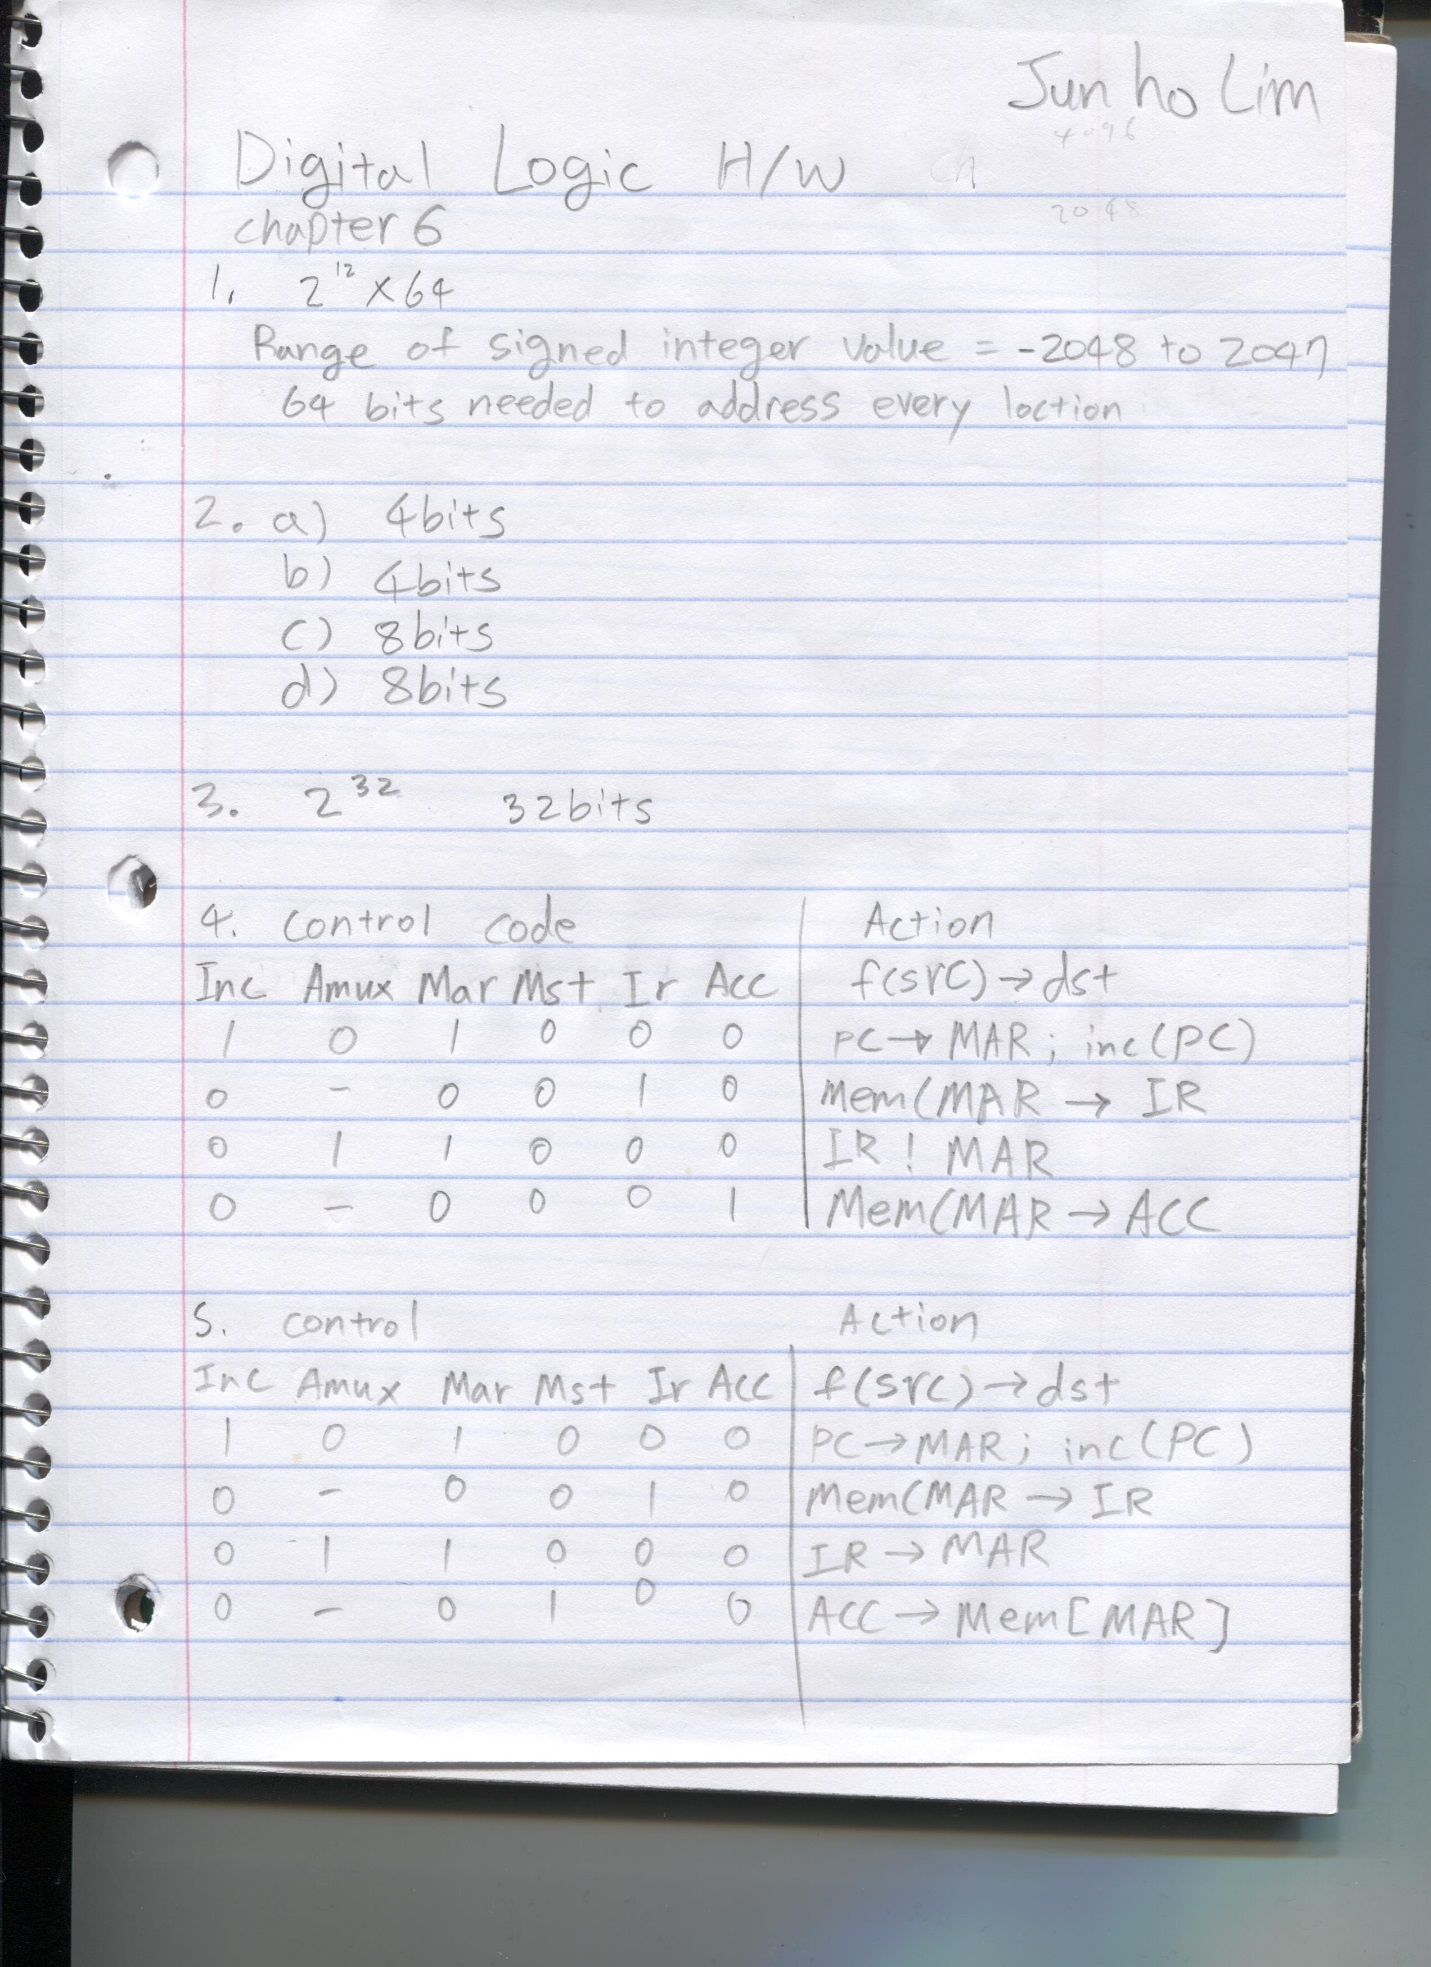 Jun ho Lim
4096
Digital Logic H/W Ch
2048
chapter 6
1. 2^12 × 64
Range of signed integer value = -2048 to 2047
64 bits needed to address every loction
2. a) 4bits
b) 4bits
c) 8bits
d) 8bits
3. 2^32 32bits
4. control code | Action
Inc Amux Mar Mst Ir Acc | f(src) → dst
1 0 1 0 0 0 | PC → MAR; inc(PC)
0 - 0 0 1 0 | Mem(MAR → IR
0 1 1 0 0 0 | IR ! MAR
0 - 0 0 0 1 | Mem(MAR → ACC
5. control Action
Inc Amux Mar Mst Ir Acc | f(src) → dst
1 0 1 0 0 0 | PC → MAR; inc(PC)
0 - 0 0 1 0 | Mem(MAR → IR
0 1 1 0 0 0 | IR → MAR
0 - 0 1 0 0 | ACC → Mem[MAR]